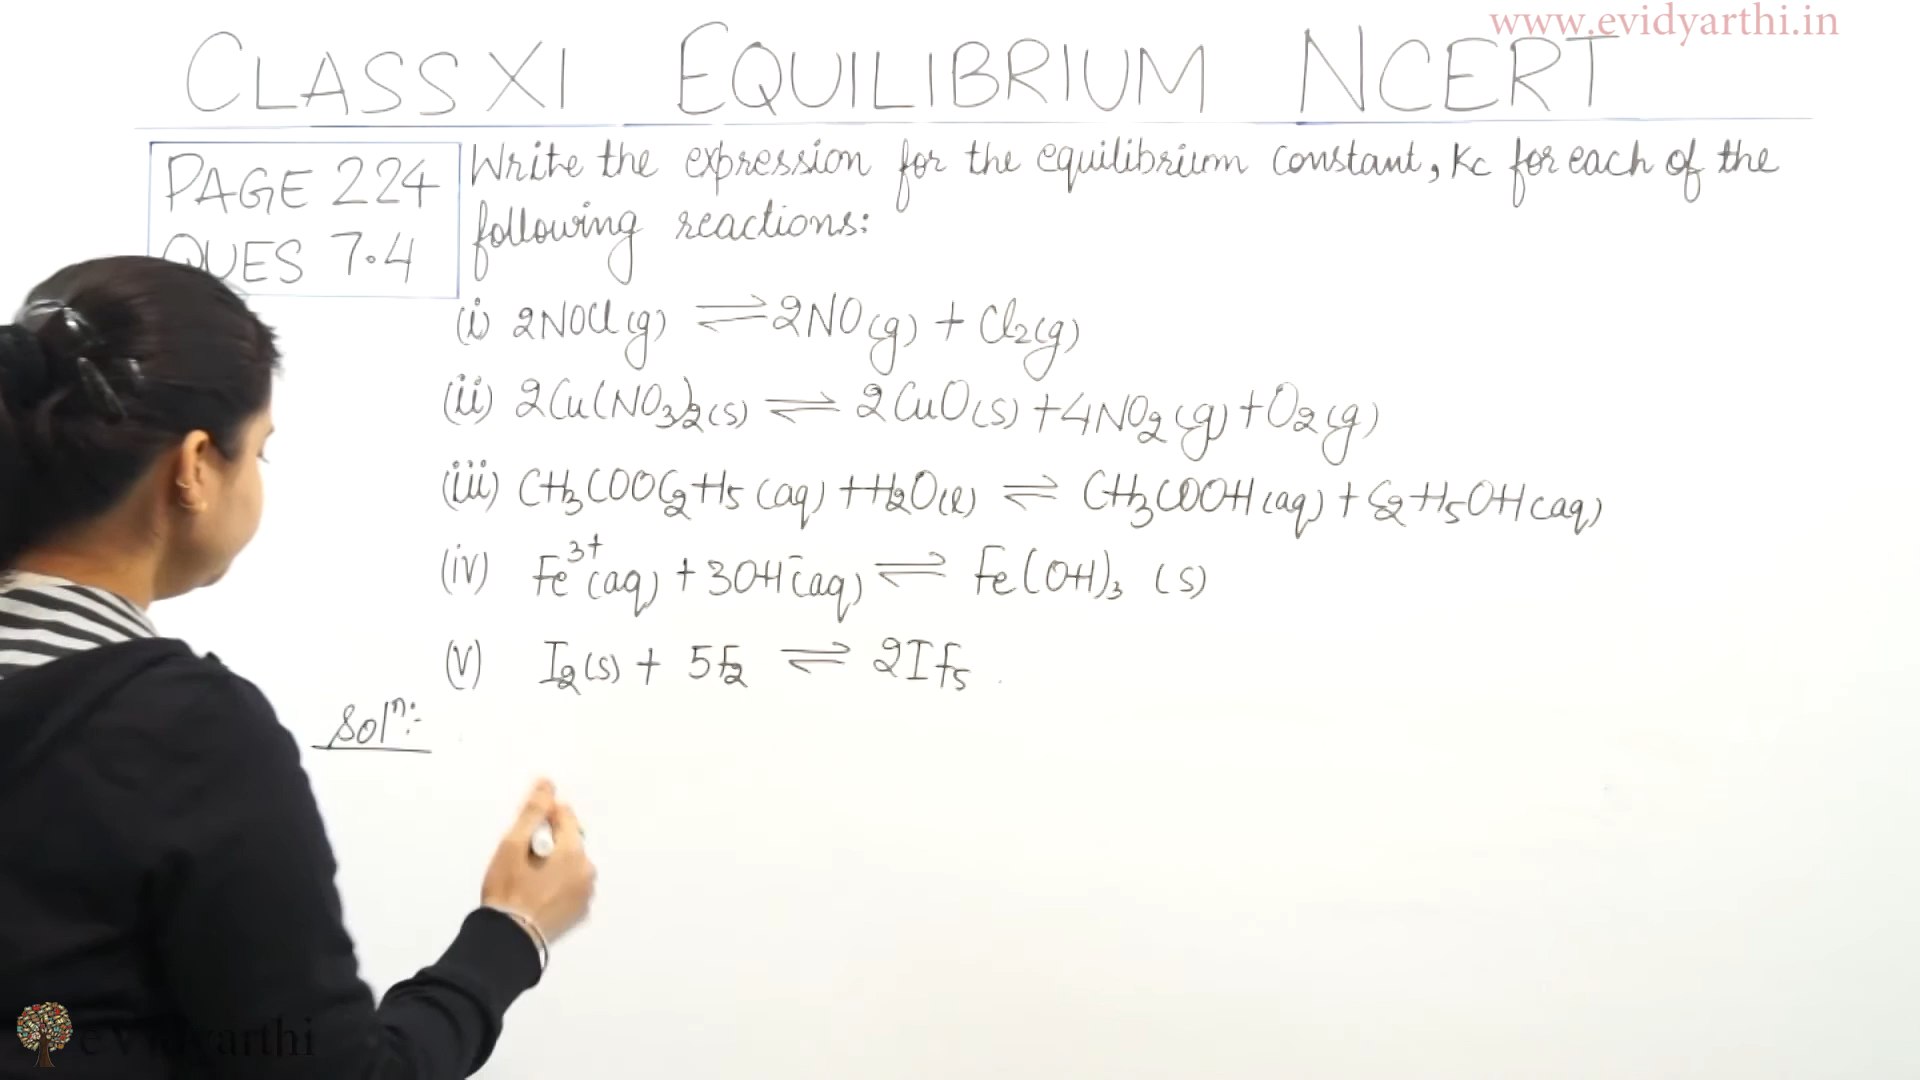 www.evidyarthi.in
CLASS XI EQUILIBRIUM NCERT
PAGE 224
QUES 7.4
Write the expression for the equilibrium constant, Kc for each of the
following reactions:
(i) 2NOCl(g) ⇌ 2NO(g) + Cl₂(g)
(ii) 2Cu(NO₃)₂(s) ⇌ 2CuO(s) + 4NO₂(g) + O₂(g)
(iii) CH₃COOC₂H₅(aq) + H₂O(l) ⇌ CH₃COOH(aq) + C₂H₅OH(aq)
(iv) Fe³⁺(aq) + 3OH⁻(aq) ⇌ Fe(OH)₃ (s)
(v) I₂(s) + 5F₂ ⇌ 2IF₅
Solⁿ:-
eVidyarthi